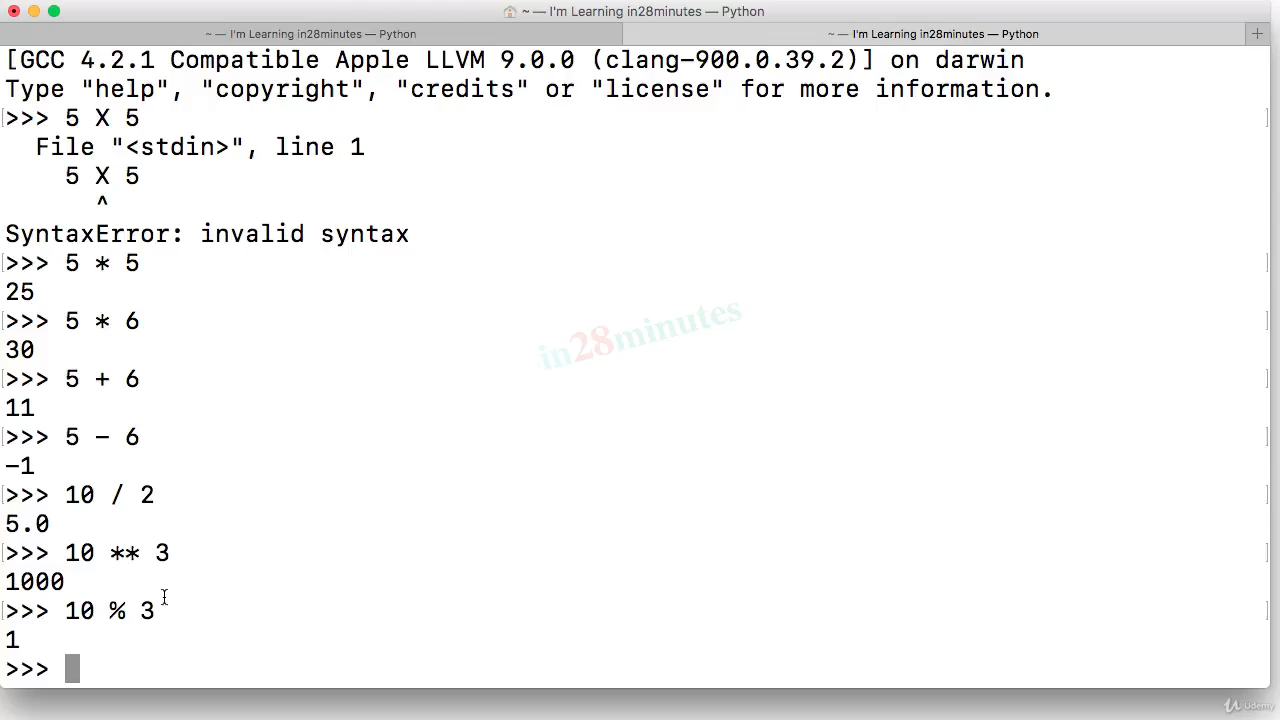 ~ — I'm Learning in28minutes — Python
~ — I'm Learning in28minutes — Python
~ — I'm Learning in28minutes — Python
[GCC 4.2.1 Compatible Apple LLVM 9.0.0 (clang-900.0.39.2)] on darwin
Type "help", "copyright", "credits" or "license" for more information.
>>> 5 X 5
File "<stdin>", line 1
5 X 5
^
SyntaxError: invalid syntax
>>> 5 * 5
25
>>> 5 * 6
30
>>> 5 + 6
11
>>> 5 - 6
-1
>>> 10 / 2
5.0
>>> 10 ** 3
1000
>>> 10 % 3
1
>>>
in28minutes
Udemy